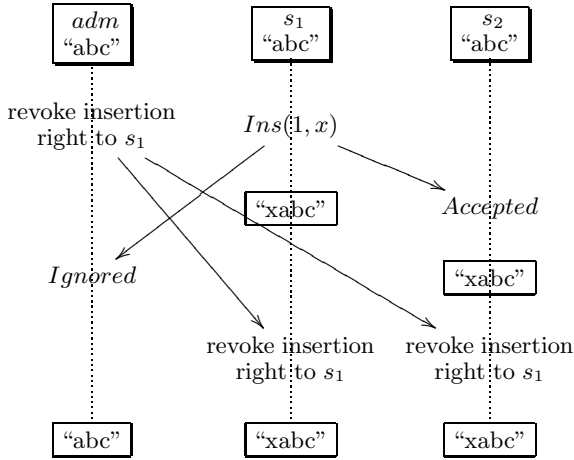 adm
“abc”
s1
“abc”
s2
“abc”
revoke insertion
right to s1
Ins(1, x)
“xabc”
Accepted
Ignored
“xabc”
revoke insertion
right to s1
revoke insertion
right to s1
“abc”
“xabc”
“xabc”